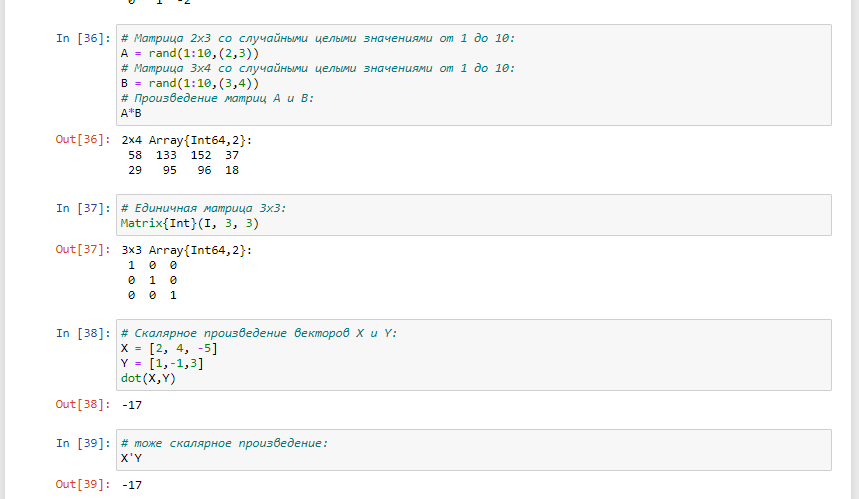 0 1 -2
In [36]: # Матрица 2x3 со случайными целыми значениями от 1 до 10:
A = rand(1:10,(2,3))
# Матрица 3x4 со случайными целыми значениями от 1 до 10:
B = rand(1:10,(3,4))
# Произведение матриц A и B:
A*B
Out[36]: 2×4 Array{Int64,2}:
58 133 152 37
29 95 96 18
In [37]: # Единичная матрица 3x3:
Matrix{Int}(I, 3, 3)
Out[37]: 3×3 Array{Int64,2}:
1 0 0
0 1 0
0 0 1
In [38]: # Скалярное произведение векторов X и Y:
X = [2, 4, -5]
Y = [1,-1,3]
dot(X,Y)
Out[38]: -17
In [39]: # тоже скалярное произведение:
X'Y
Out[39]: -17